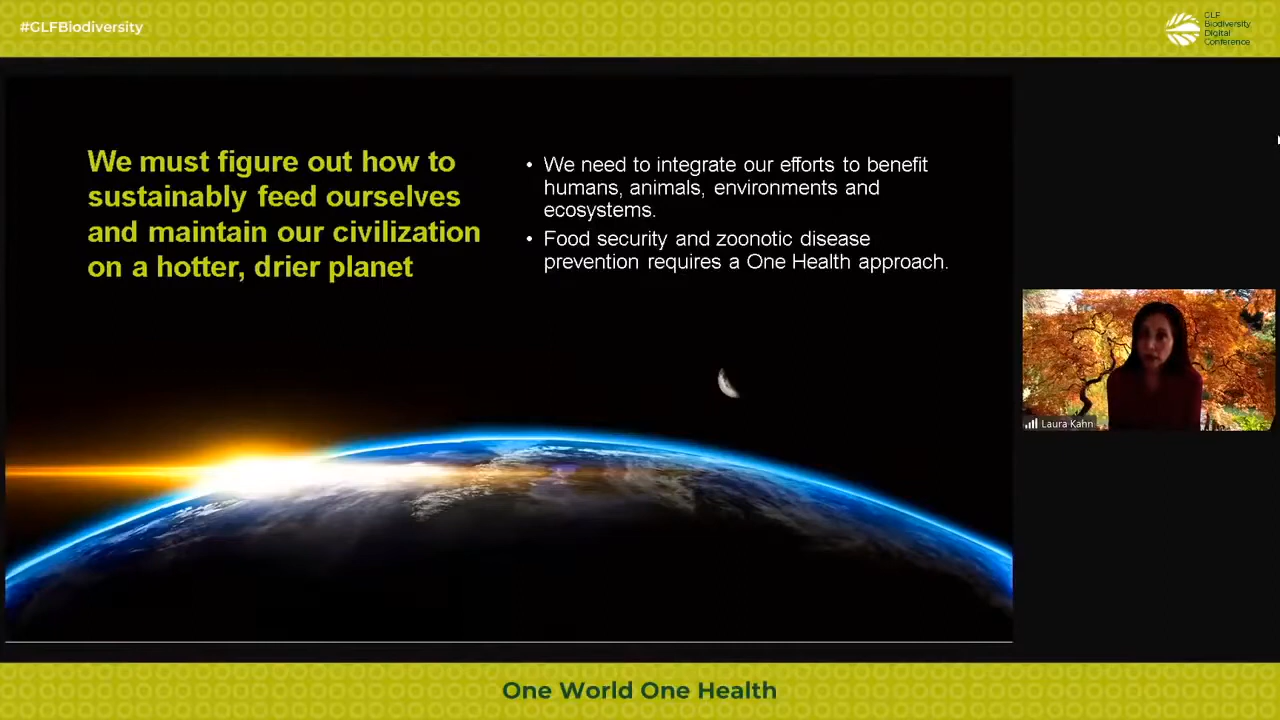 #GLFBiodiversity
GLF
Biodiversity
Digital
Conference
We must figure out how to
sustainably feed ourselves
and maintain our civilization
on a hotter, drier planet
• We need to integrate our efforts to benefit
humans, animals, environments and
ecosystems.
• Food security and zoonotic disease
prevention requires a One Health approach.
Laura Kahn
One World One Health